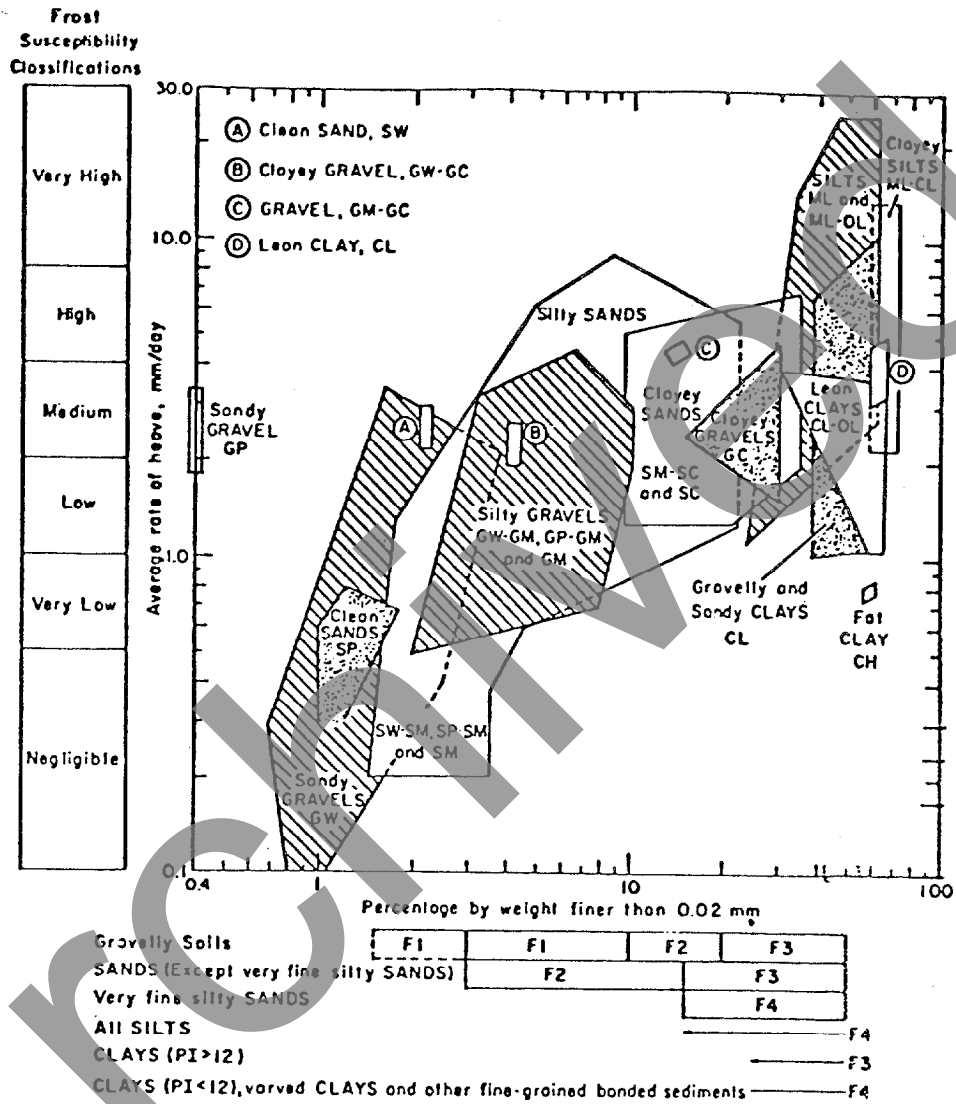 Frost
Susceptibility
Classifications
Very High
High
Medium
Low
Very Low
Negligible
Average rate of heave, mm/day
30.0
10.0
1.0
0.1
Ⓐ Clean SAND, SW
Ⓑ Clayey GRAVEL, GW-GC
Ⓒ GRAVEL, GM-GC
Ⓓ Lean CLAY, CL
Sandy
GRAVEL
GP
Clayey
SILTS
ML-CL
SILTS
ML and
ML-OL
Silty SANDS
Ⓐ
Ⓑ
Ⓒ
Ⓓ
Clayey
SANDS
SM-SC
and SC
Clayey
GRAVELS
GC
Lean
CLAYS
CL-OL
Silty GRAVELS
GW-GM, GP-GM
and GM
Clean
SANDS
SP
SW-SM, SP-SM
and SM
Sandy
GRAVELS
GW
Gravelly and
Sandy CLAYS
CL
Fat
CLAY
CH
0.4
1
10
100
Percentage by weight finer than 0.02 mm
Gravelly Soils F1 F1 F2 F3
SANDS (Except very fine silty SANDS) F2 F3
Very fine silty SANDS F4
All SILTS F4
CLAYS (PI>12) F3
CLAYS (PI<12), varved CLAYS and other fine-grained bonded sediments F4